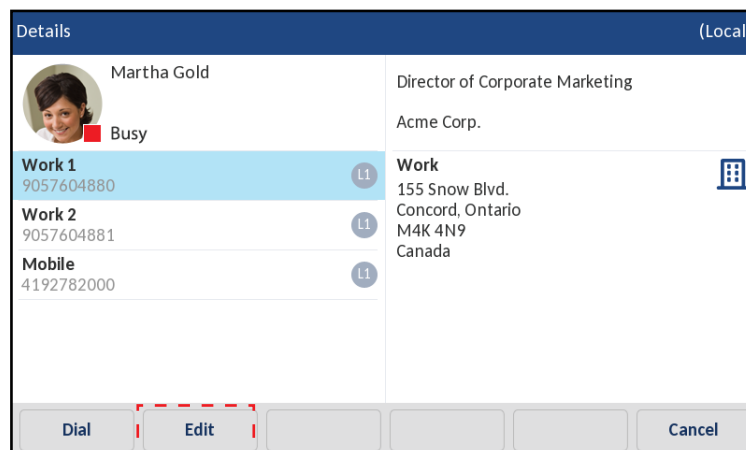 Details
(Local
Martha Gold
Busy
Director of Corporate Marketing
Acme Corp.
Work 1
9057604880
L1
Work 2
9057604881
L1
Mobile
4192782000
L1
Work
155 Snow Blvd.
Concord, Ontario
M4K 4N9
Canada
Dial
Edit
Cancel